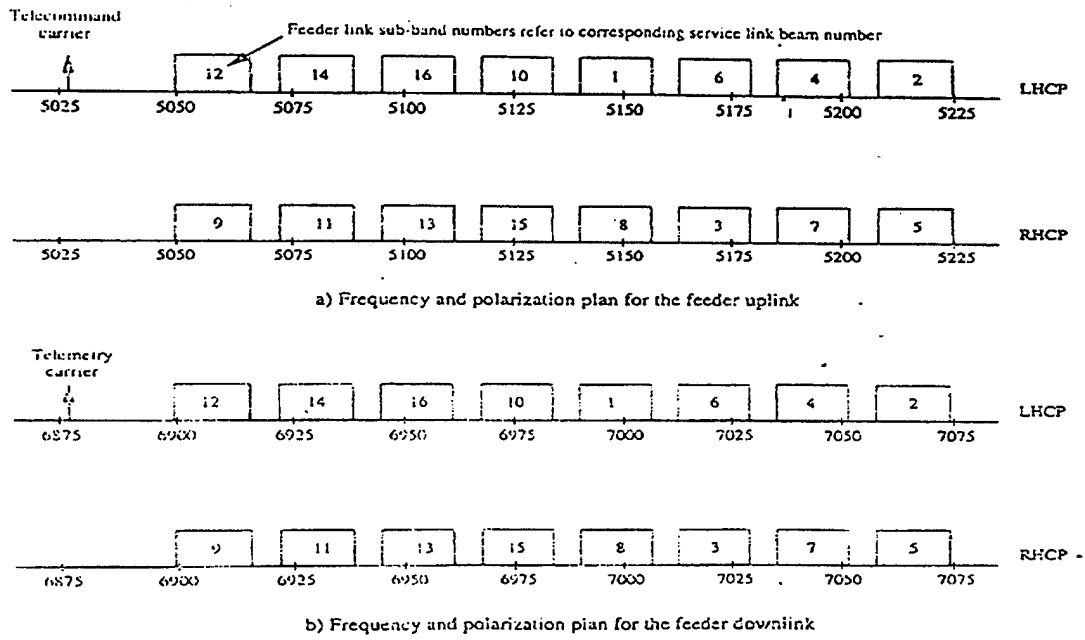 Telecommand
carrier
Feeder link sub-band numbers refer to corresponding service link beam number
12 14 16 10 1 6 4 2
LHCP
5025 5050 5075 5100 5125 5150 5175 5200 5225
9 11 13 15 8 3 7 5
RHCP
5025 5050 5075 5100 5125 5150 5175 5200 5225
a) Frequency and polarization plan for the feeder uplink
Telemetry
carrier
12 14 16 10 1 6 4 2
LHCP
6875 6900 6925 6950 6975 7000 7025 7050 7075
9 11 13 15 8 3 7 5
RHCP
6875 6900 6925 6950 6975 7000 7025 7050 7075
b) Frequency and polarization plan for the feeder downlink